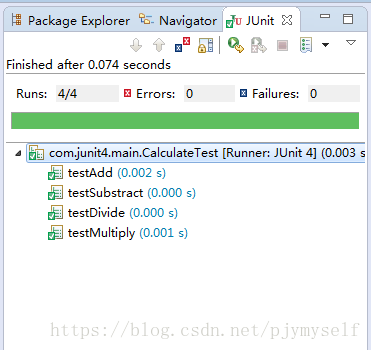 Package Explorer Navigator JUnit
Finished after 0.074 seconds
Runs: 4/4 Errors: 0 Failures: 0
com.junit4.main.CalculateTest [Runner: JUnit 4] (0.003 s
testAdd (0.002 s)
testSubstract (0.000 s)
testDivide (0.000 s)
testMultiply (0.001 s)
https://blog.csdn.net/pjymyself